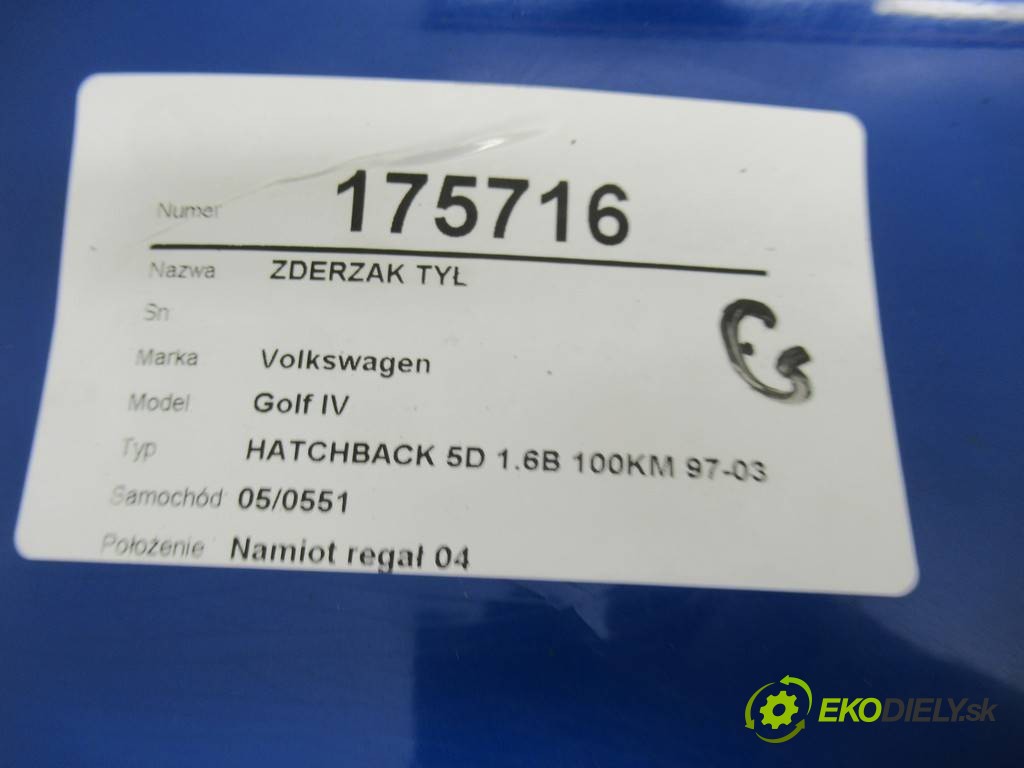 Numer 175716
Nazwa ZDERZAK TYŁ
Sn
Marka Volkswagen
Model Golf IV
Typ HATCHBACK 5D 1.6B 100KM 97-03
Samochód 05/0551
Położenie Namiot regał 04
EKODIELY.sk